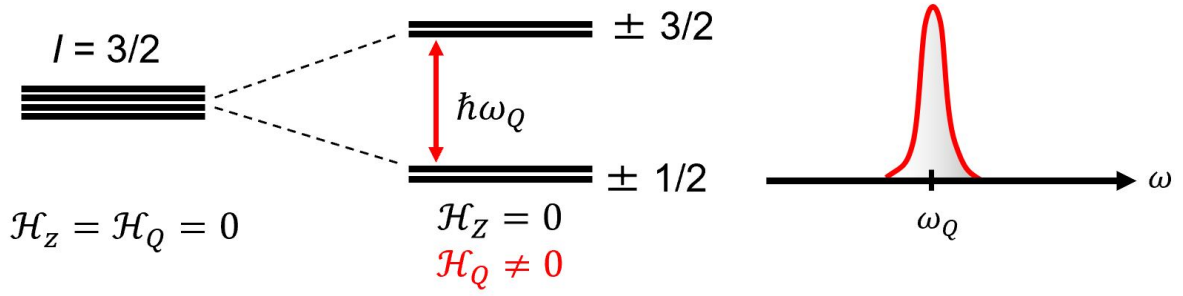 I = 3/2
ℋ_z = ℋ_Q = 0
± 3/2
ħω_Q
± 1/2
ℋ_Z = 0
ℋ_Q ≠ 0
ω
ω_Q